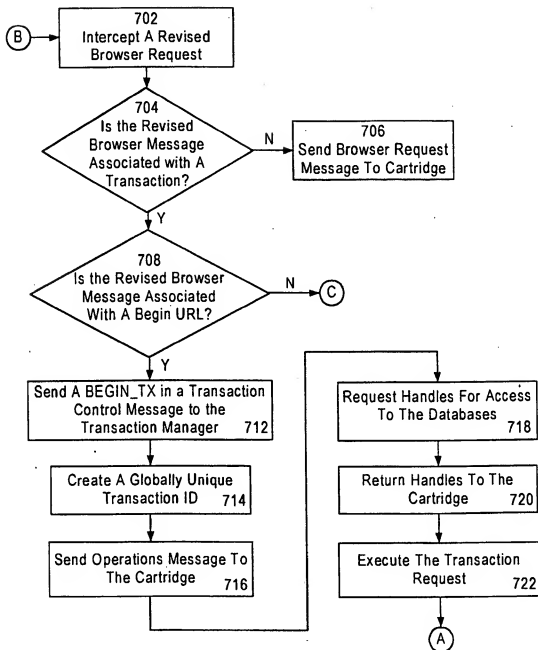 B
702
Intercept A Revised
Browser Request
704
Is the Revised
Browser Message
Associated with A
Transaction?
N
706
Send Browser Request
Message To Cartridge
Y
708
Is the Revised Browser
Message Associated
With A Begin URL?
N
C
Y
Send A BEGIN_TX in a Transaction
Control Message to the
Transaction Manager 712
Create A Globally Unique
Transaction ID 714
Send Operations Message To
The Cartridge 716
Request Handles For Access
To The Databases 718
Return Handles To The
Cartridge 720
Execute The Transaction
Request 722
A